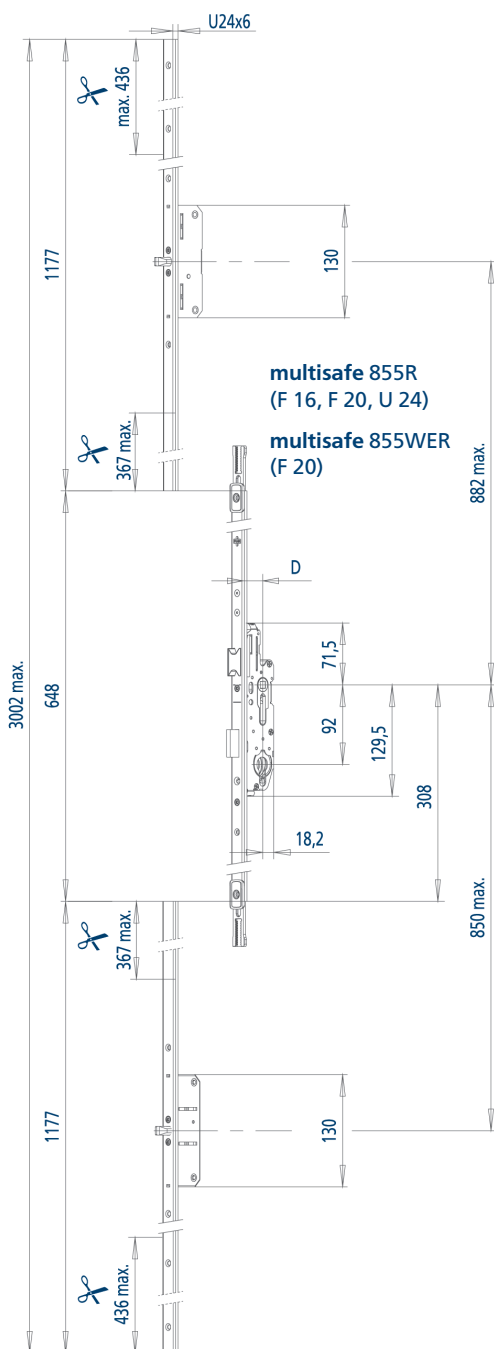 U24x6
max. 436
1177
130
multisafe 855R
(F 16, F 20, U 24)
multisafe 855WER
(F 20)
882 max.
367 max.
D
71,5
3002 max.
648
92
129,5
308
18,2
850 max.
367 max.
1177
130
436 max.